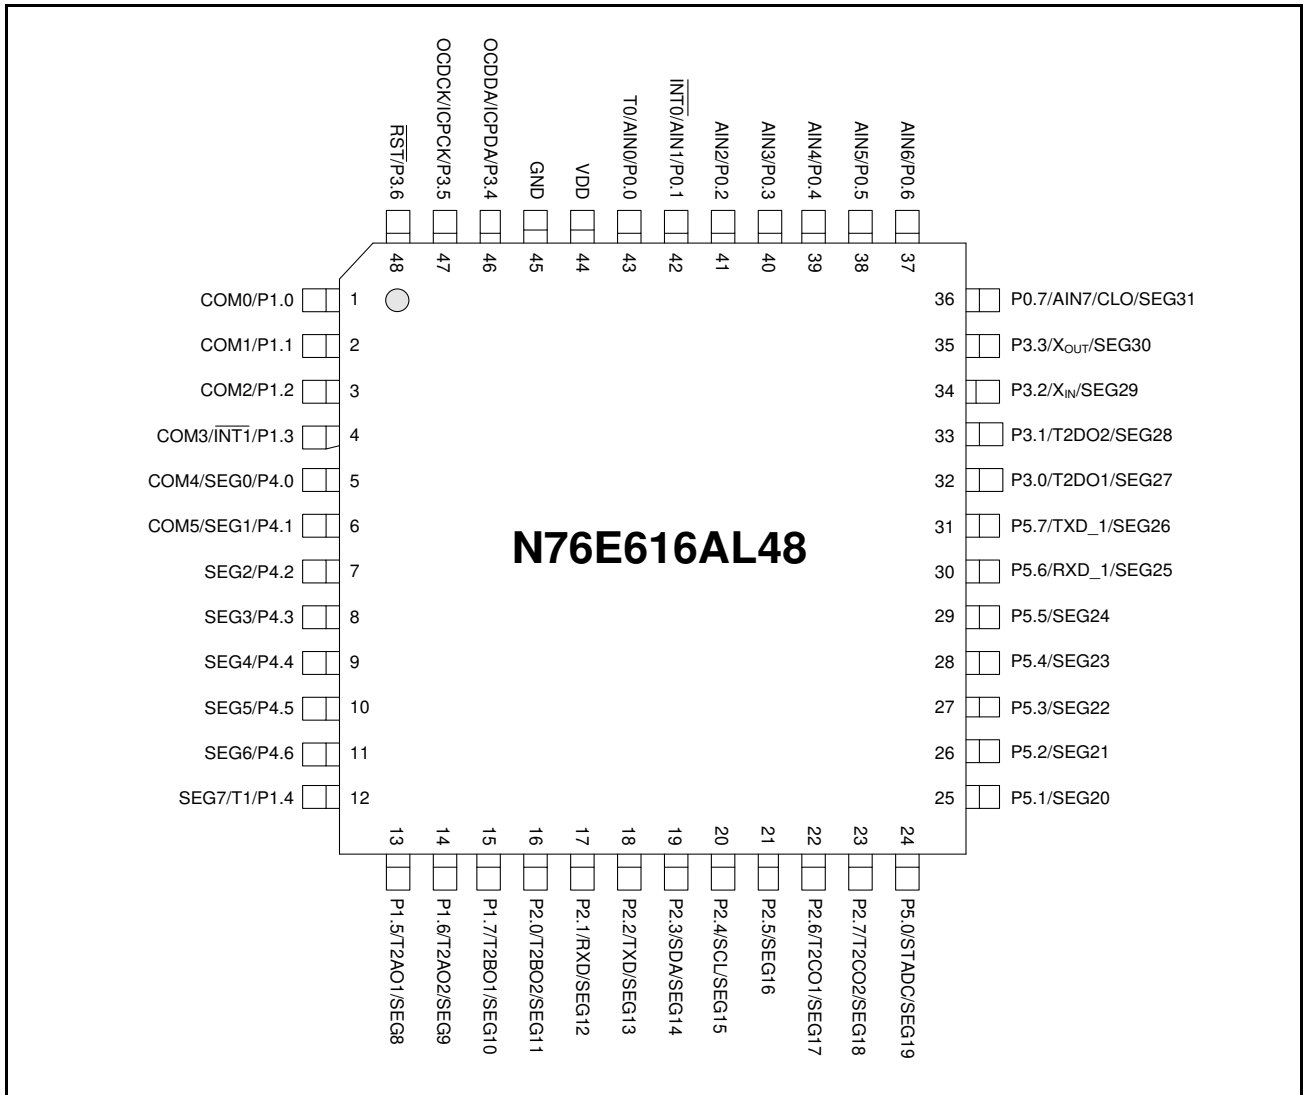 RST/P3.6
OCDCK/ICPCK/P3.5
OCDDA/ICPDA/P3.4
GND
VDD
T0/AIN0/P0.0
INT0/AIN1/P0.1
AIN2/P0.2
AIN3/P0.3
AIN4/P0.4
AIN5/P0.5
AIN6/P0.6
48 47 46 45 44 43 42 41 40 39 38 37
COM0/P1.0 1
COM1/P1.1 2
COM2/P1.2 3
COM3/INT1/P1.3 4
COM4/SEG0/P4.0 5
COM5/SEG1/P4.1 6
SEG2/P4.2 7
SEG3/P4.3 8
SEG4/P4.4 9
SEG5/P4.5 10
SEG6/P4.6 11
SEG7/T1/P1.4 12
N76E616AL48
36 P0.7/AIN7/CLO/SEG31
35 P3.3/XOUT/SEG30
34 P3.2/XIN/SEG29
33 P3.1/T2DO2/SEG28
32 P3.0/T2DO1/SEG27
31 P5.7/TXD_1/SEG26
30 P5.6/RXD_1/SEG25
29 P5.5/SEG24
28 P5.4/SEG23
27 P5.3/SEG22
26 P5.2/SEG21
25 P5.1/SEG20
13 14 15 16 17 18 19 20 21 22 23 24
P1.5/T2AO1/SEG8
P1.6/T2AO2/SEG9
P1.7/T2BO1/SEG10
P2.0/T2BO2/SEG11
P2.1/RXD/SEG12
P2.2/TXD/SEG13
P2.3/SDA/SEG14
P2.4/SCL/SEG15
P2.5/SEG16
P2.6/T2CO1/SEG17
P2.7/T2CO2/SEG18
P5.0/STADC/SEG19